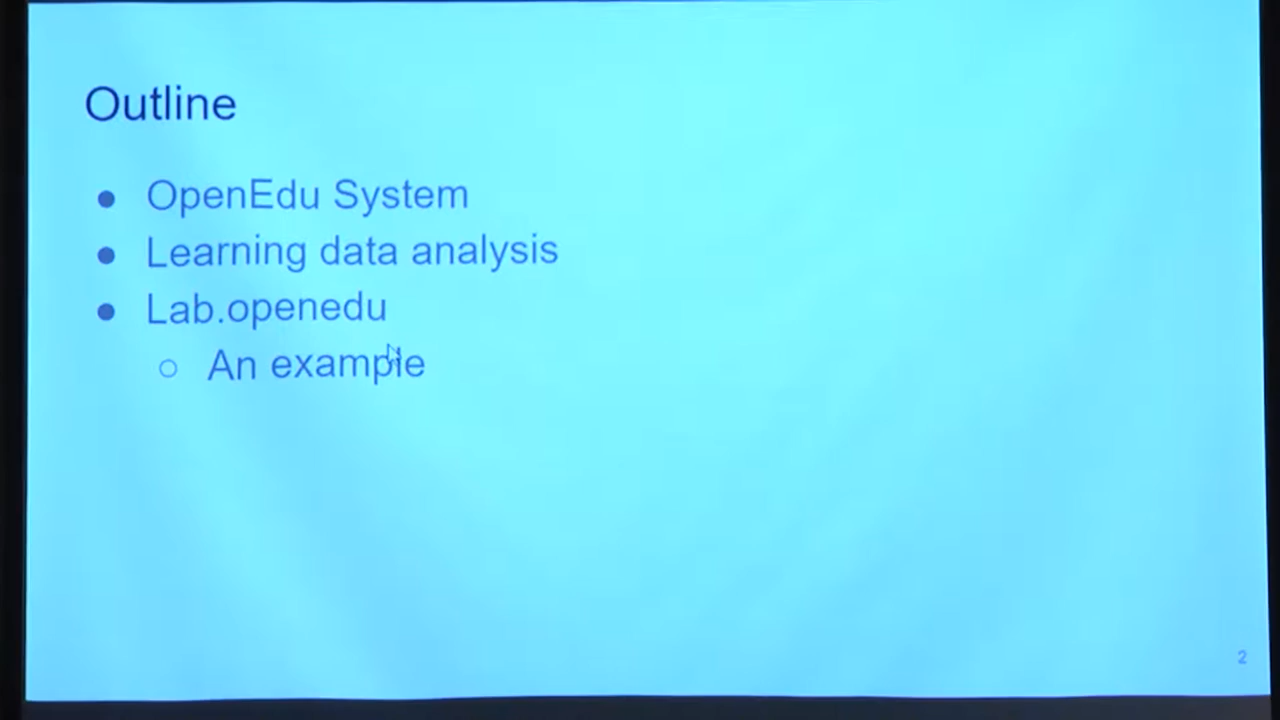 Outline
● OpenEdu System
● Learning data analysis
● Lab.openedu
○ An example
2